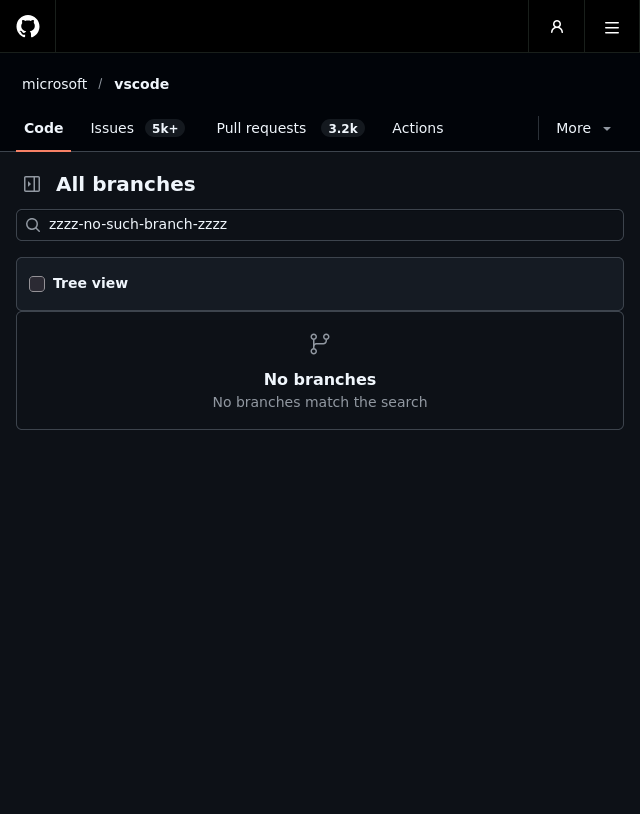 microsoft / vscode
Code Issues 5k+ Pull requests 3.2k Actions More
All branches
zzzz-no-such-branch-zzzz
Tree view
No branches
No branches match the search